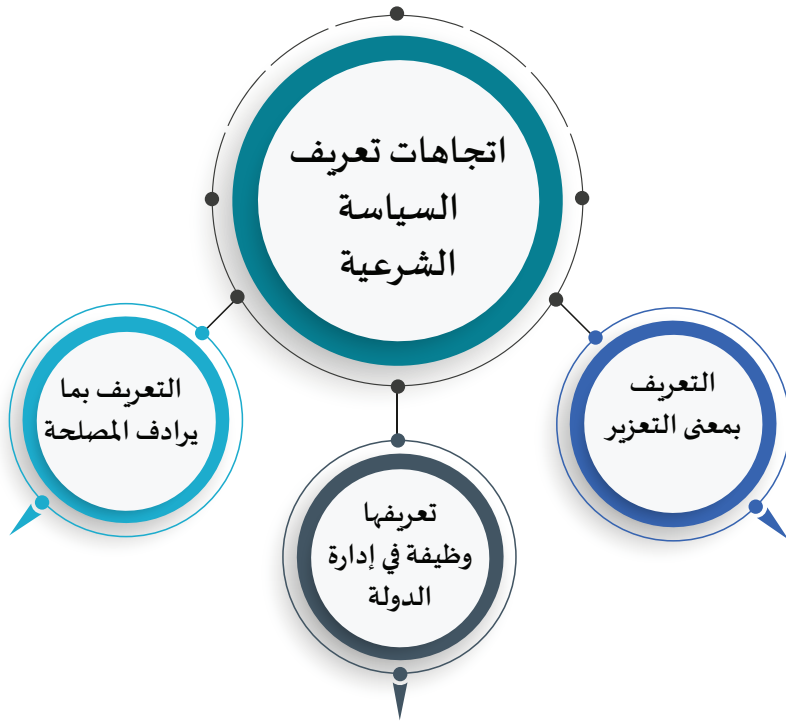 اتجاهات تعريف
السياسة
الشرعية
التعريف
بمعنى التعزير
تعريفها
وظيفة في إدارة
الدولة
التعريف بما
يرادف المصلحة